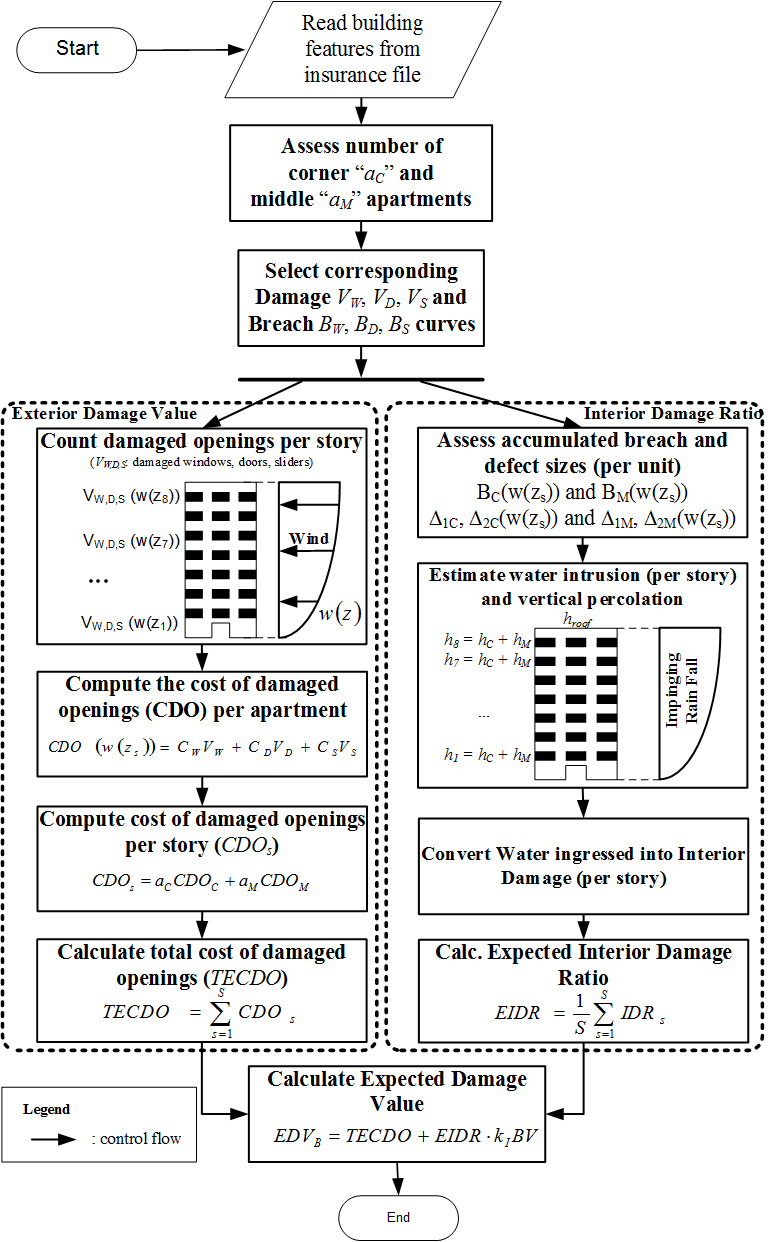 Start
Read building
features from
insurance file
Assess number of
corner “aC” and
middle “aM” apartments
Select corresponding
Damage VW, VD, VS and
Breach BW, BD, BS curves
Exterior Damage Value
Count damaged openings per story
(VWD,S: damaged windows, doors, sliders)
VW,D,S (w(z8))
VW,D,S (w(z7))
...
VW,D,S (w(z1))
Wind
w(z)
Compute the cost of damaged
openings (CDO) per apartment
CDO (w(zs)) = CWVW + CDVD + CSVS
Compute cost of damaged openings
per story (CDOs)
CDOs = aCCDOC + aMCDOM
Calculate total cost of damaged
openings (TECDO)
TECDO = ∑_{s=1}^{S} CDOs
Interior Damage Ratio
Assess accumulated breach and
defect sizes (per unit)
BC(w(zs)) and BM(w(zs))
Δ1C, Δ2C(w(zs)) and Δ1M, Δ2M(w(zs))
Estimate water intrusion (per story)
and vertical percolation
hroof
h8 = hC + hM
h7 = hC + hM
...
h1 = hC + hM
Impinging
Rain Fall
Convert Water ingressed into Interior
Damage (per story)
Calc. Expected Interior Damage
Ratio
EIDR = 1/S ∑_{s=1}^{S} IDRs
Calculate Expected Damage
Value
EDVB = TECDO + EIDR · k1BV
Legend
: control flow
End